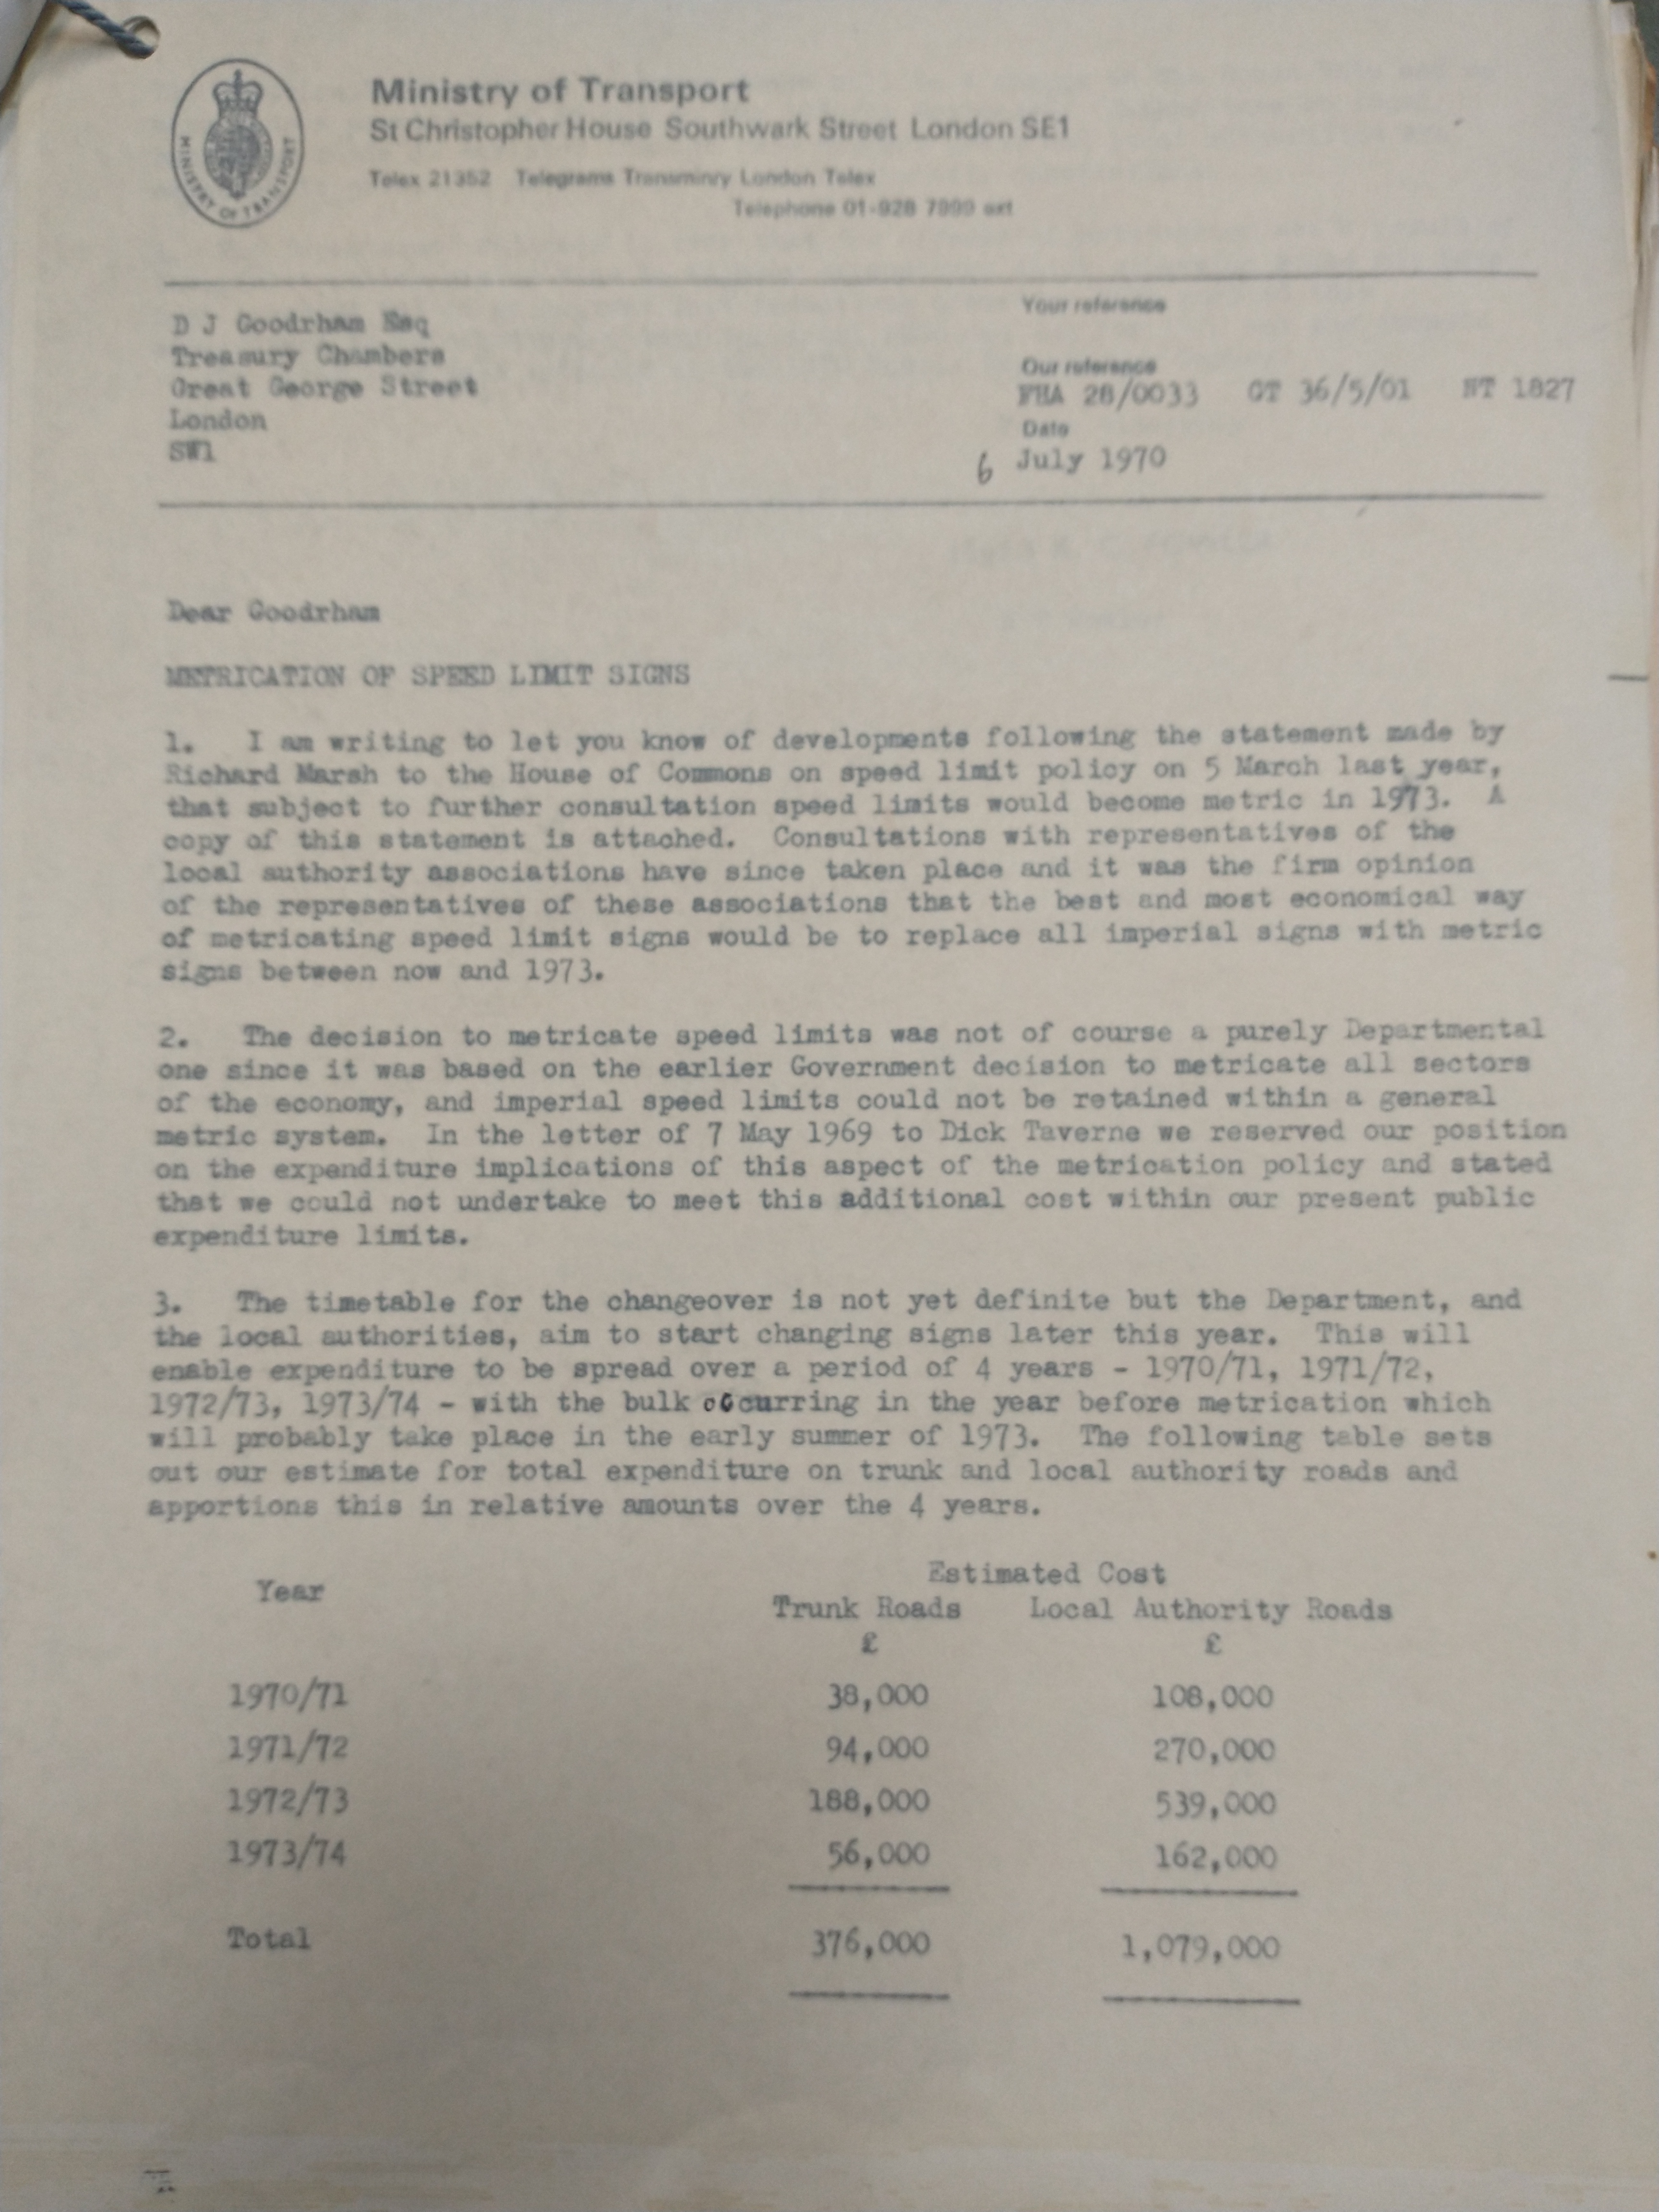 MINISTRY OF TRANSPORT
Ministry of Transport
St Christopher House Southwark Street London SE1
Telex 21352 Telegrams Transminry London Telex
Telephone 01-928 7999 ext
D J Goodrham Esq
Treasury Chambers
Great George Street
London
SW1
Your reference
Our reference
FHA 28/0033 GT 36/5/01 NT 1827
Date
6 July 1970
Dear Goodrham
METRICATION OF SPEED LIMIT SIGNS
1. I am writing to let you know of developments following the statement made by
Richard Marsh to the House of Commons on speed limit policy on 5 March last year,
that subject to further consultation speed limits would become metric in 1973. A
copy of this statement is attached. Consultations with representatives of the
local authority associations have since taken place and it was the firm opinion
of the representatives of these associations that the best and most economical way
of metricating speed limit signs would be to replace all imperial signs with metric
signs between now and 1973.
2. The decision to metricate speed limits was not of course a purely Departmental
one since it was based on the earlier Government decision to metricate all sectors
of the economy, and imperial speed limits could not be retained within a general
metric system. In the letter of 7 May 1969 to Dick Taverne we reserved our position
on the expenditure implications of this aspect of the metrication policy and stated
that we could not undertake to meet this additional cost within our present public
expenditure limits.
3. The timetable for the changeover is not yet definite but the Department, and
the local authorities, aim to start changing signs later this year. This will
enable expenditure to be spread over a period of 4 years - 1970/71, 1971/72,
1972/73, 1973/74 - with the bulk occurring in the year before metrication which
will probably take place in the early summer of 1973. The following table sets
out our estimate for total expenditure on trunk and local authority roads and
apportions this in relative amounts over the 4 years.
Year Estimated Cost
Trunk Roads Local Authority Roads
£ £
1970/71 38,000 108,000
1971/72 94,000 270,000
1972/73 188,000 539,000
1973/74 56,000 162,000
Total 376,000 1,079,000